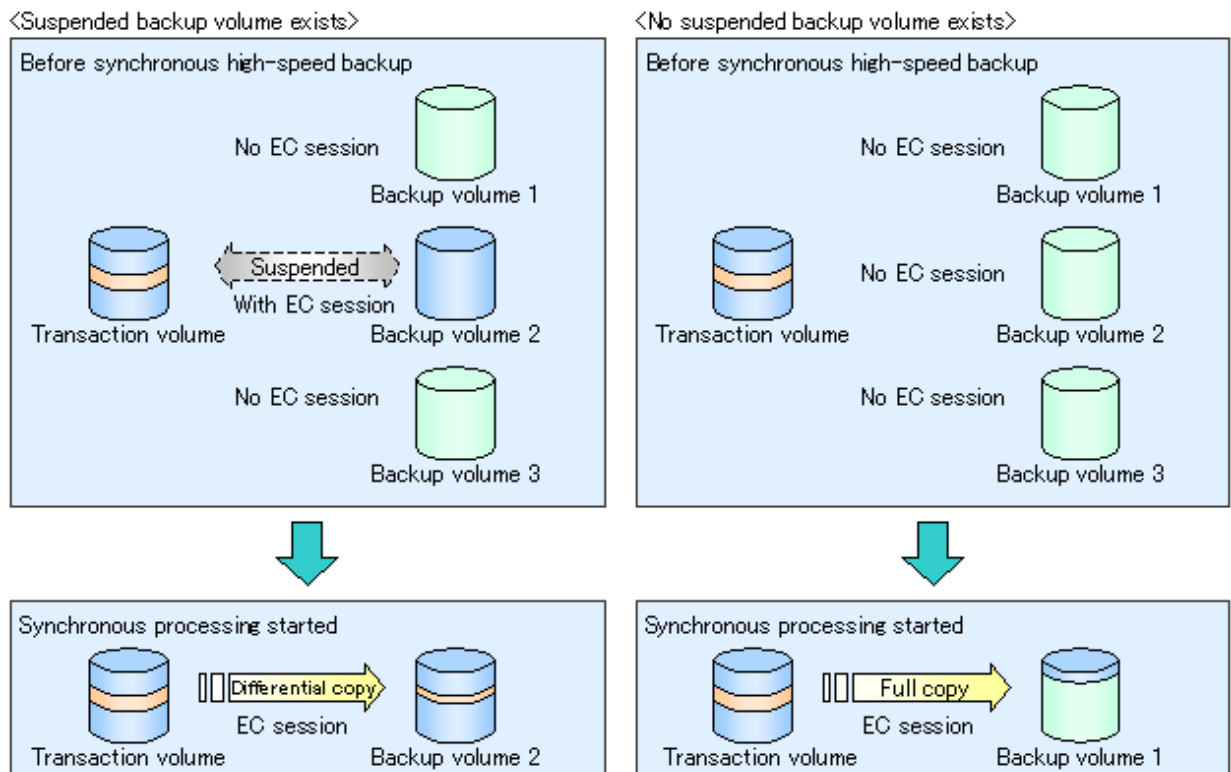 <Suspended backup volume exists>
Before synchronous high-speed backup
No EC session
Backup volume 1
Suspended
With EC session
Transaction volume
Backup volume 2
No EC session
Backup volume 3
Synchronous processing started
Differential copy
EC session
Transaction volume
Backup volume 2
<No suspended backup volume exists>
Before synchronous high-speed backup
No EC session
Backup volume 1
No EC session
Transaction volume
Backup volume 2
No EC session
Backup volume 3
Synchronous processing started
Full copy
EC session
Transaction volume
Backup volume 1